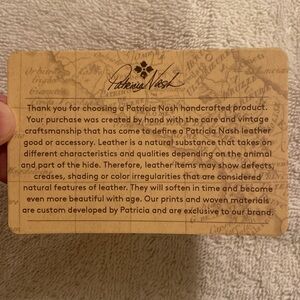 Patricia Nash
Thank you for choosing a Patricia Nash handcrafted product.
Your purchase was created by hand with the care and vintage
craftsmanship that has come to define a Patricia Nash leather
good or accessory. Leather is a natural substance that takes on
different characteristics and qualities depending on the animal
and part of the hide. Therefore, leather items may show defects,
creases, shading or color irregularities that are considered
natural features of leather. They will soften in time and become
even more beautiful with age. Our prints and woven materials
are custom developed by Patricia and are exclusive to our brand.